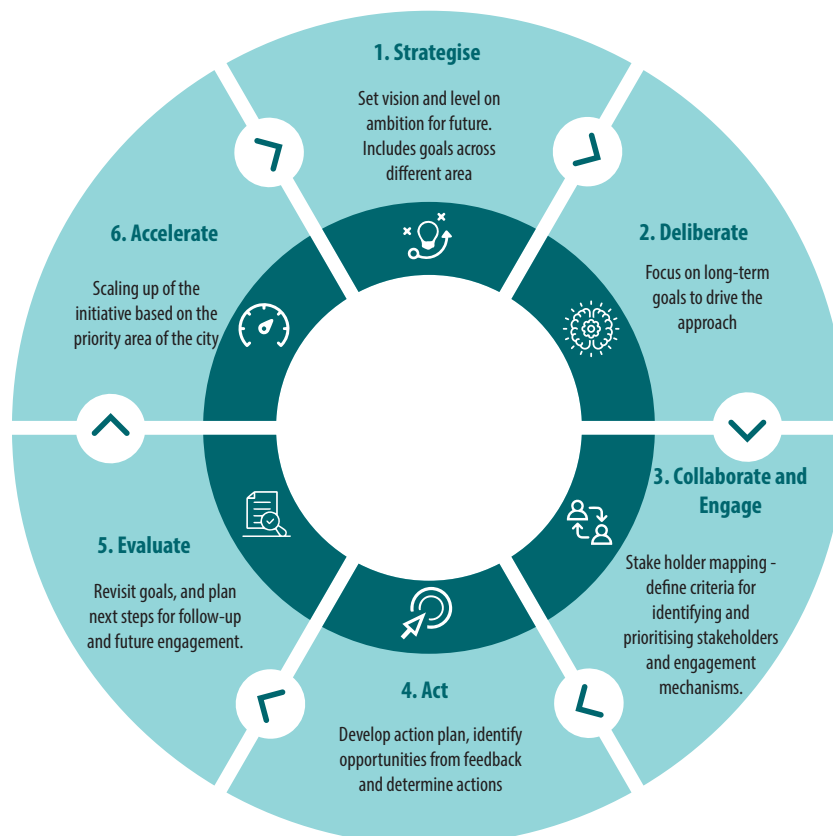 1. Strategise
Set vision and level on
ambition for future.
Includes goals across
different area
2. Deliberate
Focus on long-term
goals to drive the
approach
3. Collaborate and
Engage
Stake holder mapping -
define criteria for
identifying and
prioritising stakeholders
and engagement
mechanisms.
4. Act
Develop action plan, identify
opportunities from feedback
and determine actions
5. Evaluate
Revisit goals, and plan
next steps for follow-up
and future engagement.
6. Accelerate
Scaling up of the
initiative based on the
priority area of the city